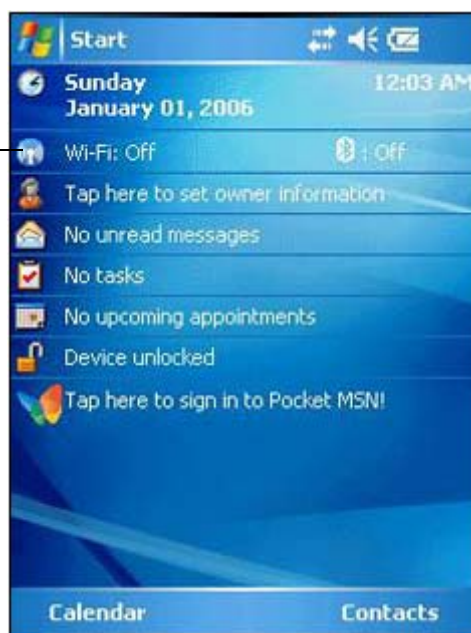 Start
Sunday 12:03 AM
January 01, 2006
Wi-Fi: Off : Off
Tap here to set owner information
No unread messages
No tasks
No upcoming appointments
Device unlocked
Tap here to sign in to Pocket MSN!
Calendar Contacts